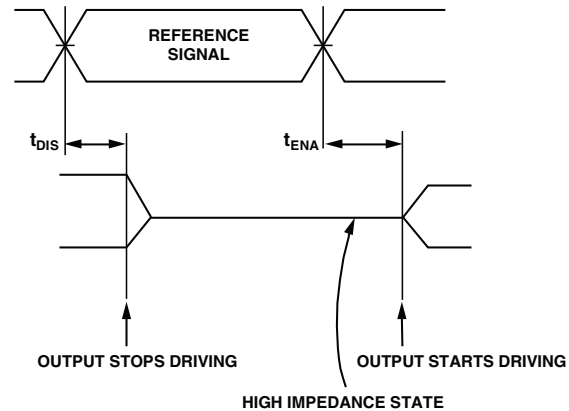 REFERENCE
SIGNAL
tDIS
tENA
OUTPUT STOPS DRIVING
OUTPUT STARTS DRIVING
HIGH IMPEDANCE STATE